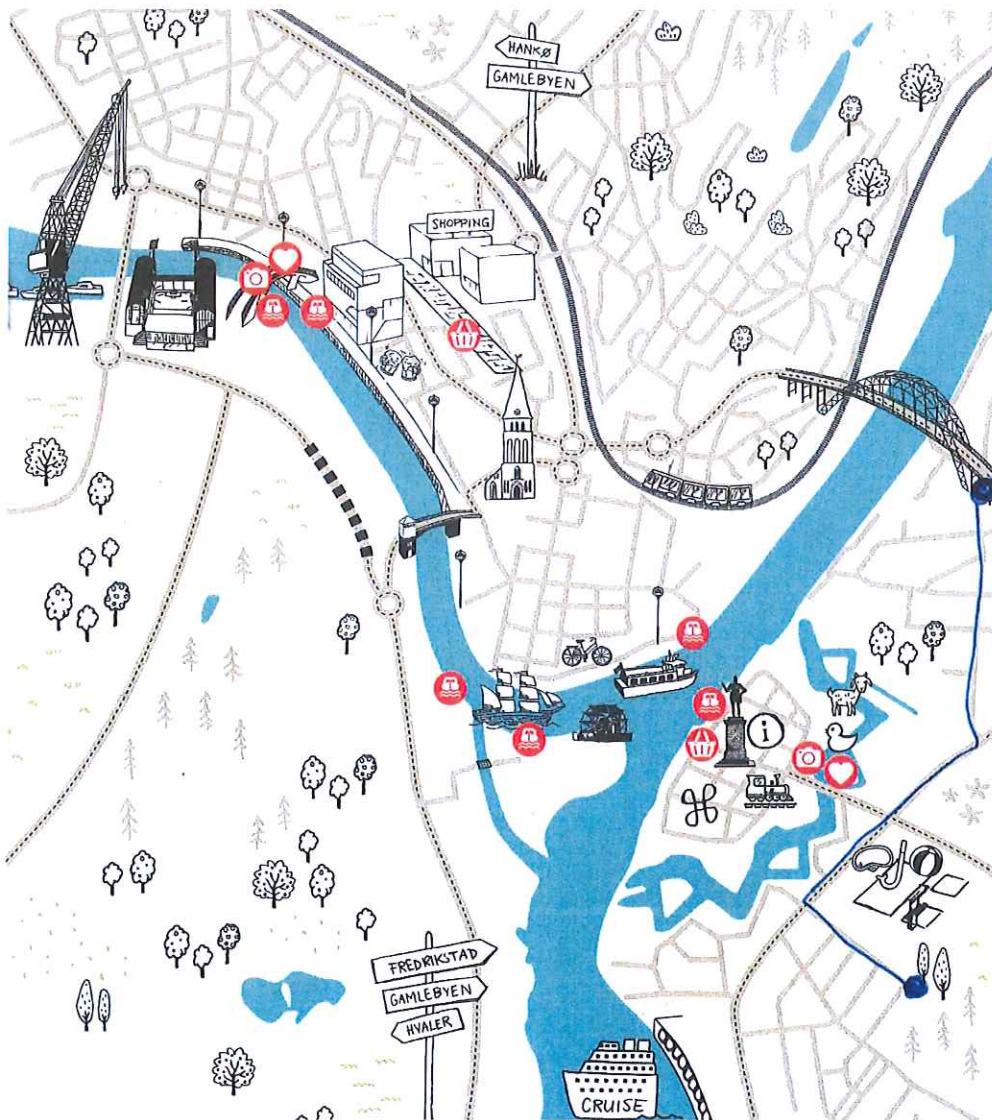 HANKØ
GAMLEBYEN
SHOPPING
i
FREDRIKSTAD
GAMLEBYEN
HVALER
CRUISE